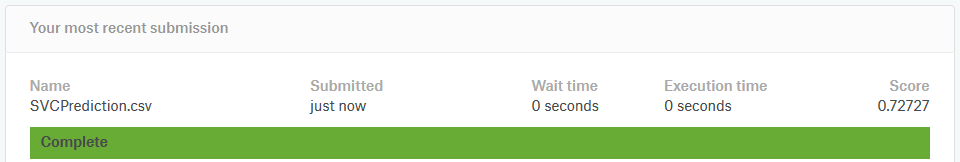 Your most recent submission
Name Submitted Wait time Execution time Score
SVCPrediction.csv just now 0 seconds 0 seconds 0.72727
Complete